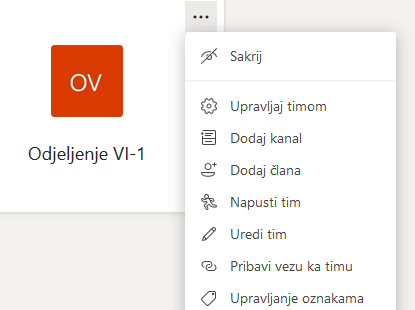 ...
Sakrij
OV
Odjeljenje VI-1
Upravljaj timom
Dodaj kanal
Dodaj člana
Napusti tim
Uredi tim
Pribavi vezu ka timu
Upravljanje oznakama